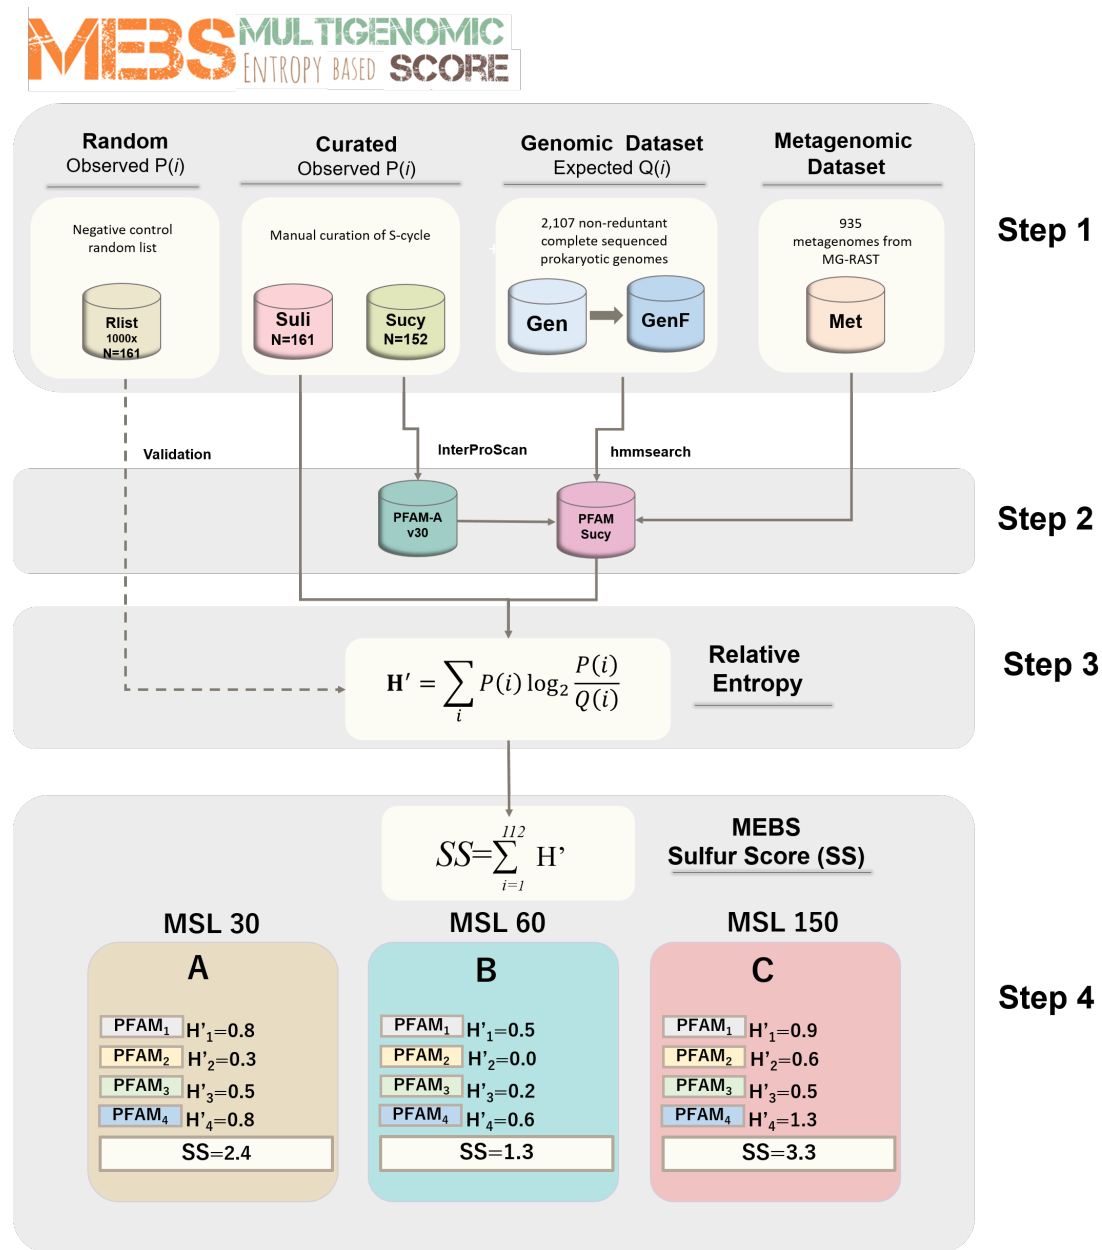 MEBS MULTIGENOMIC
ENTROPY BASED SCORE
Random
Observed P(i)
Curated
Observed P(i)
Genomic Dataset
Expected Q(i)
Metagenomic
Dataset
Negative control
random list
Rlist
1000x
N=161
Manual curation of S-cycle
Suli
N=161
Sucy
N=152
2,107 non-reduntant
complete sequenced
prokaryotic genomes
Gen
GenF
935
metagenomes from
MG-RAST
Met
Step 1
Validation
InterProScan
hmmsearch
PFAM-A
v30
PFAM
Sucy
Step 2
H′ = ∑i P(i) log₂ P(i)/Q(i)
Relative
Entropy
Step 3
SS=∑ i=1 112 H'
MEBS
Sulfur Score (SS)
MSL 30
A
PFAM₁ H'₁=0.8
PFAM₂ H'₂=0.3
PFAM₃ H'₃=0.5
PFAM₄ H'₄=0.8
SS=2.4
MSL 60
B
PFAM₁ H'₁=0.5
PFAM₂ H'₂=0.0
PFAM₃ H'₃=0.2
PFAM₄ H'₄=0.6
SS=1.3
MSL 150
C
PFAM₁ H'₁=0.9
PFAM₂ H'₂=0.6
PFAM₃ H'₃=0.5
PFAM₄ H'₄=1.3
SS=3.3
Step 4